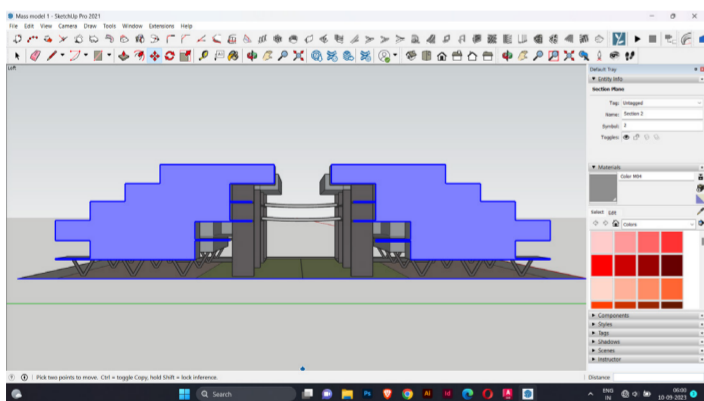 Mass model 1 - SketchUp Pro 2021
File Edit View Camera Draw Tools Window Extensions Help
Left
Default Tray
Entity Info
Section Plane
Tag: Untagged
Name: Section 2
Symbol: 2
Toggles:
Materials
Color M04
Select Edit
Colors
Components
Styles
Tags
Shadows
Scenes
Instructor
Pick two points to move. Ctrl = toggle Copy, hold Shift = lock inference.
Distance
Search
ENG
IN
06:00
10-09-2023